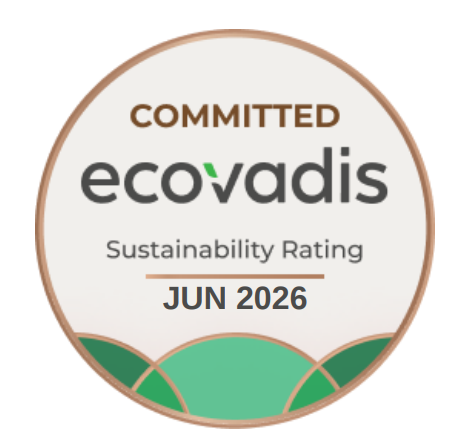 COMMITTED
ecovadis
Sustainability Rating
JUN 2026